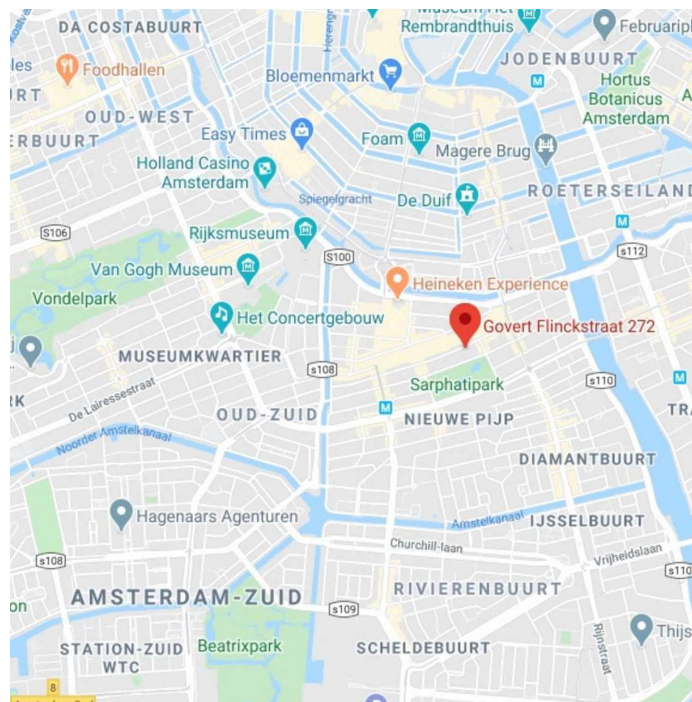 Museum Het
Rembrandthuis
DA COSTABUURT
Foodhallen
Bloemenmarkt
JODENBUURT
M
Hortus
Botanicus
Amsterdam
OUD-WEST
Easy Times
Foam
Magere Brug
Holland Casino
Amsterdam
Spiegelgracht
De Duif
S106
Rijksmuseum
M
S100
s112
Van Gogh Museum
Heineken Experience
Vondelpark
Het Concertgebouw
Govert Flinckstraat 272
MUSEUMKWARTIER
s108
Sarphatipark
s110
M
De Lairessestraat
M
OUD-ZUID
NIEUWE PIJP
Noorder Amstelkanaal
DIAMANTBUURT
Hagenaars Agenturen
Amstelkanaal
IJSSELBUURT
Churchill-laan
Vrijheidslaan
s108
s110
AMSTERDAM-ZUID
RIVIERENBUURT
s109
STATION-ZUID
WTC
Beatrixpark
SCHELDEBUURT
Rijnstraat
Thijs
8